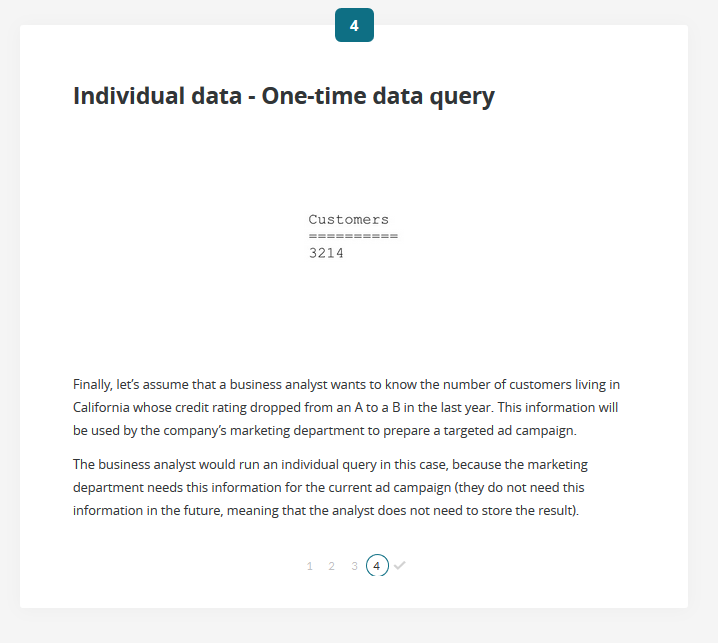 4
Individual data - One-time data query
Customers
==========
3214
Finally, let’s assume that a business analyst wants to know the number of customers living in
California whose credit rating dropped from an A to a B in the last year. This information will
be used by the company’s marketing department to prepare a targeted ad campaign.
The business analyst would run an individual query in this case, because the marketing
department needs this information for the current ad campaign (they do not need this
information in the future, meaning that the analyst does not need to store the result).
1 2 3 4